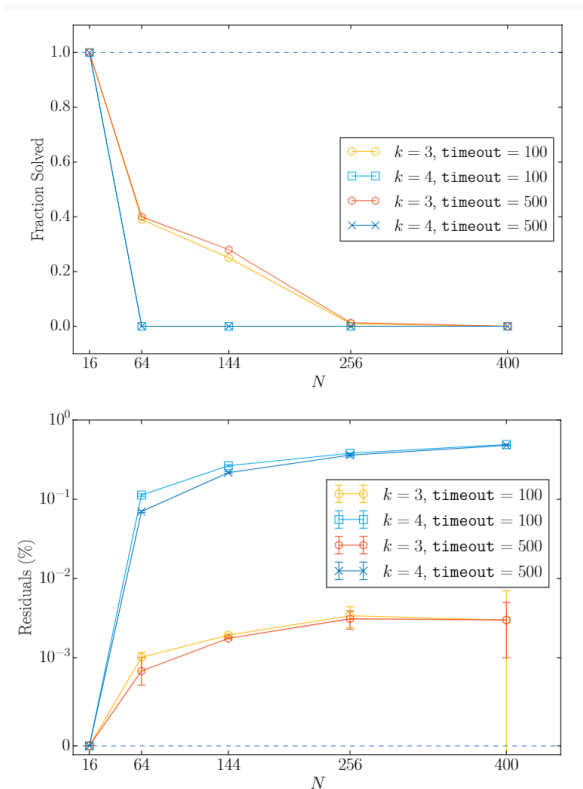 1.0
0.8
0.6
0.4
0.2
0.0
Fraction Solved
k = 3, timeout = 100
k = 4, timeout = 100
k = 3, timeout = 500
k = 4, timeout = 500
16 64 144 256 400
N
10⁰
10⁻¹
10⁻²
10⁻³
0
Residuals (%)
k = 3, timeout = 100
k = 4, timeout = 100
k = 3, timeout = 500
k = 4, timeout = 500
16 64 144 256 400
N